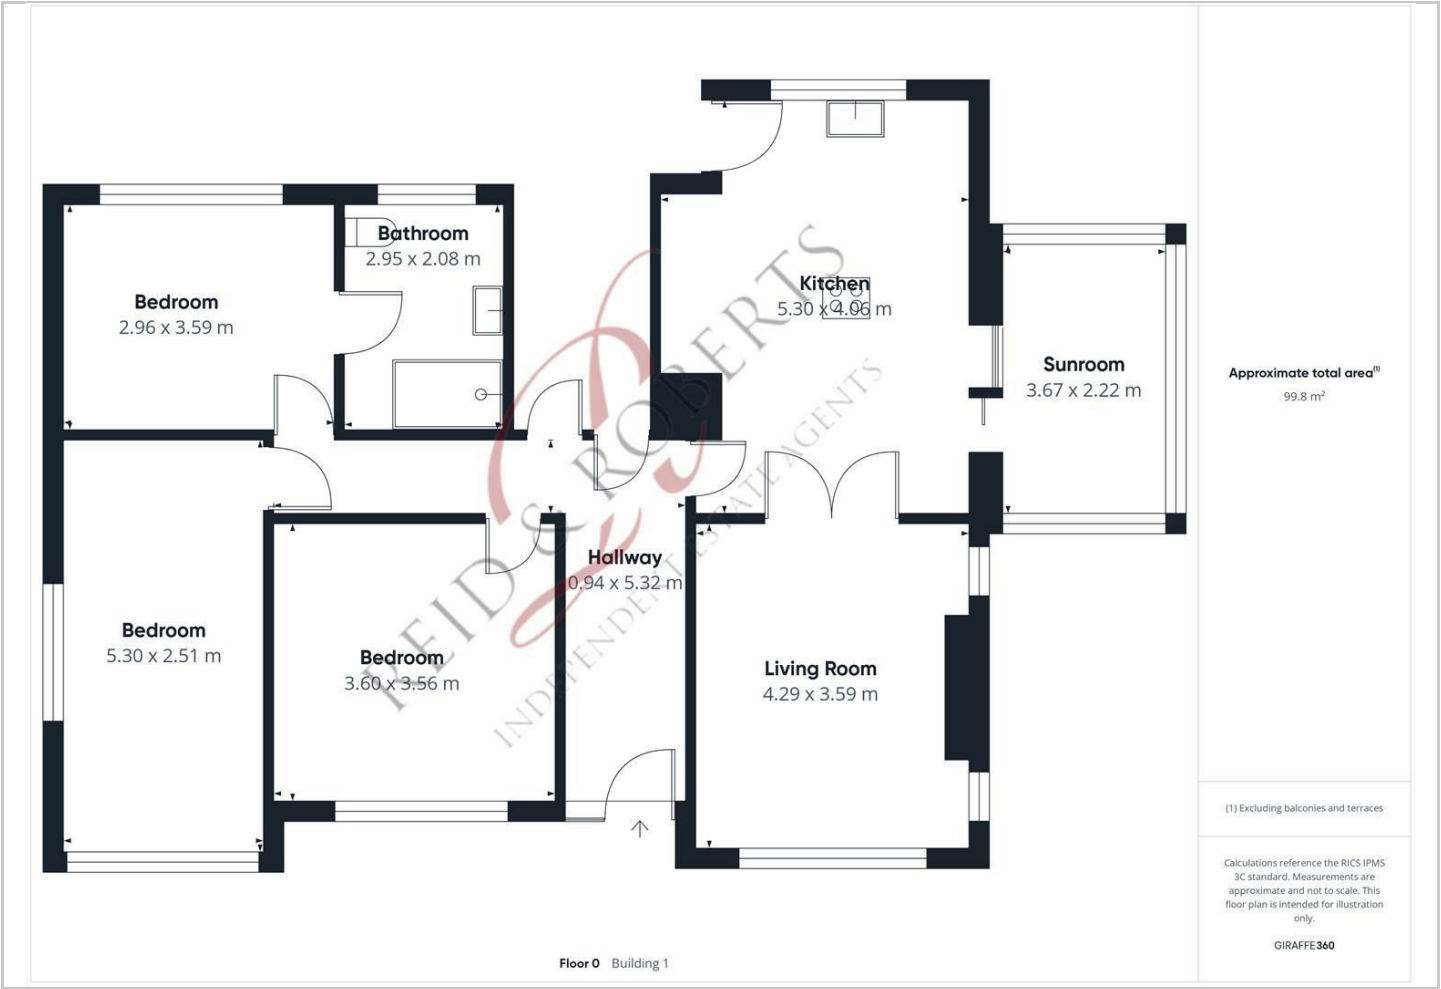 Bathroom
2.95 x 2.08 m
Bedroom
2.96 x 3.59 m
Kitchen
5.30 x 4.06 m
Sunroom
3.67 x 2.22 m
Hallway
0.94 x 5.32 m
Bedroom
5.30 x 2.51 m
Bedroom
3.60 x 3.56 m
Living Room
4.29 x 3.59 m
REID & ROBERTS
INDEPENDENT ESTATE AGENTS
Floor 0 Building 1
Approximate total area(1)
99.8 m²
(1) Excluding balconies and terraces
Calculations reference the RICS IPMS
3C standard. Measurements are
approximate and not to scale. This
floor plan is intended for illustration
only.
GIRAFFE360